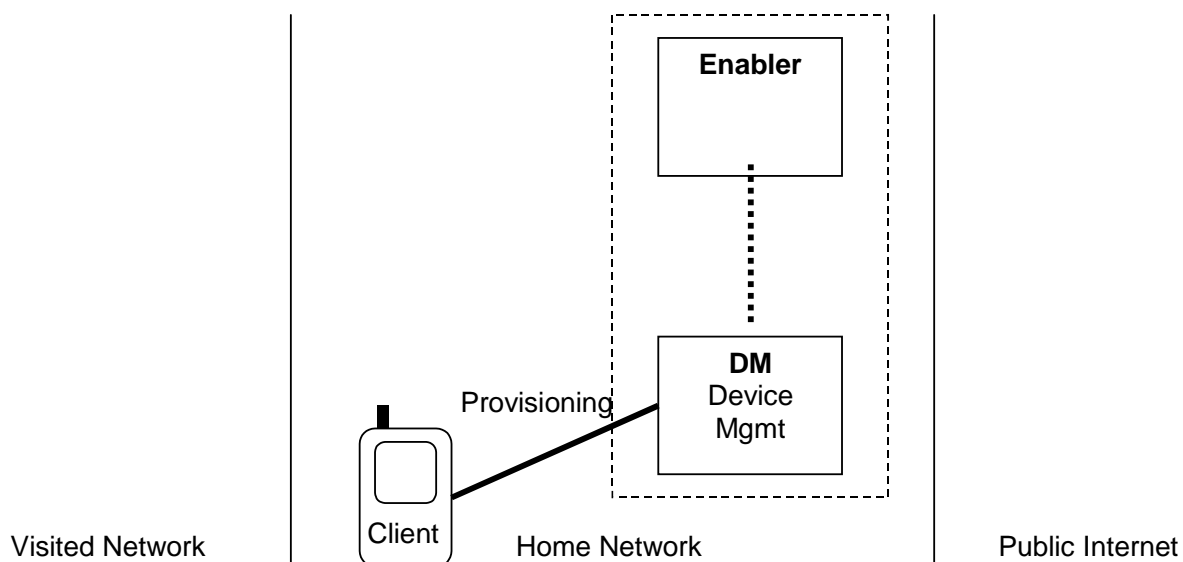 Enabler
DM
Device
Mgmt
Provisioning
Client
Visited Network
Home Network
Public Internet